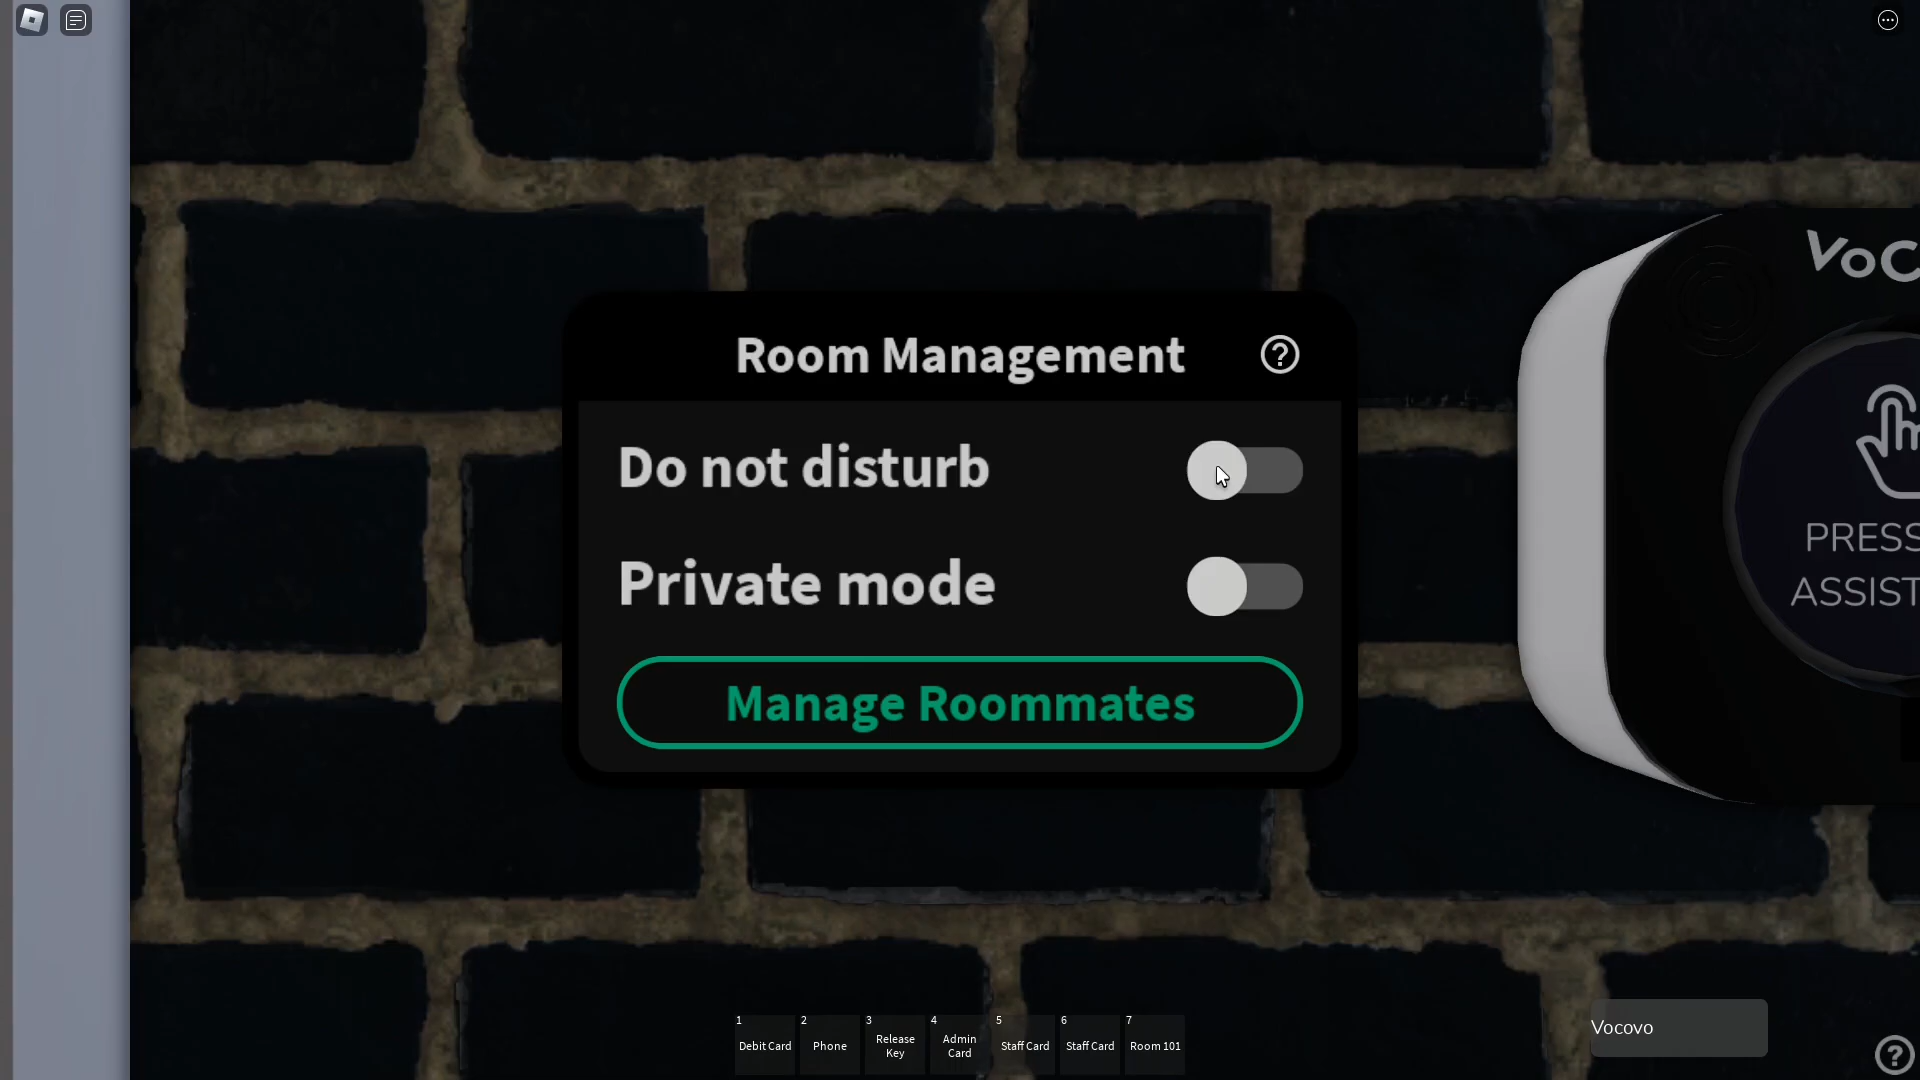 Room Management
Do not disturb
Private mode
Manage Roommates
VoC
PRESS
ASSIST
1
Debit Card
2
Phone
3
Release
Key
4
Admin
Card
5
Staff Card
6
Staff Card
7
Room 101
Vocovo